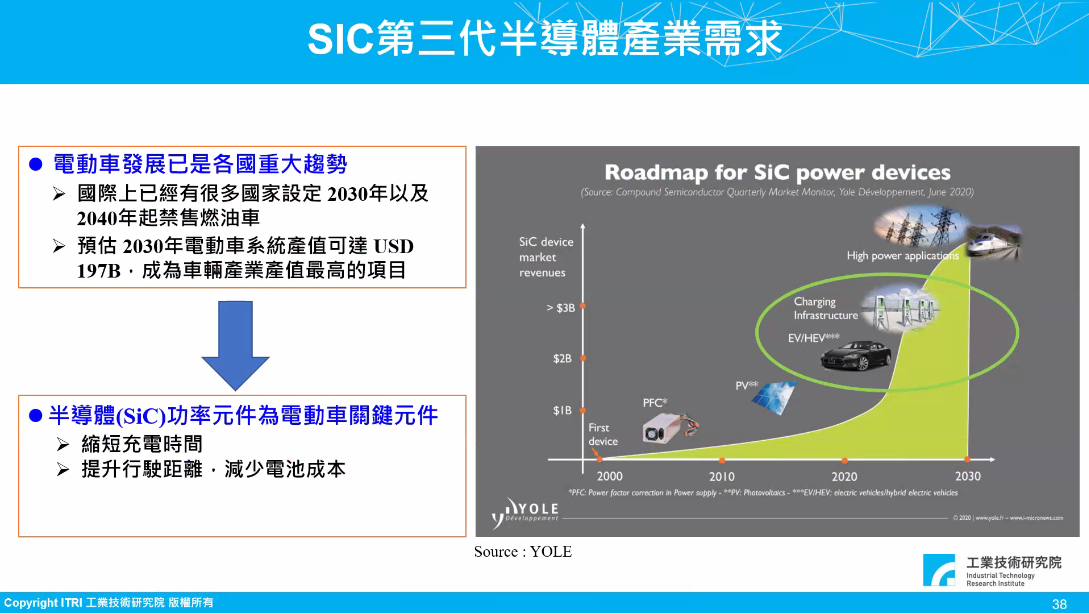 SIC第三代半導體產業需求
● 電動車發展已是各國重大趨勢
➢ 國際上已經有很多國家設定 2030年以及
2040年起禁售燃油車
➢ 預估 2030年電動車系統產值可達 USD
197B，成為車輛產業產值最高的項目
● 半導體(SiC)功率元件為電動車關鍵元件
➢ 縮短充電時間
➢ 提升行駛距離，減少電池成本
Roadmap for SiC power devices
(Source: Compound Semiconductor Quarterly Market Monitor, Yole Développement, June 2020)
SiC device
market
revenues
> $3B
$2B
$1B
High power applications
Charging
Infrastructure
EV/HEV***
PV**
PFC*
First
device
2000
2010
2020
2030
*PFC: Power factor correction in Power supply - **PV: Photovoltaics - ***EV/HEV: electric vehicles/hybrid electric vehicles
YOLE
Développement
© 2020 | www.yole.fr – www.i-micronews.com
Source : YOLE
工業技術研究院
Industrial Technology
Research Institute
Copyright ITRI 工業技術研究院 版權所有
38